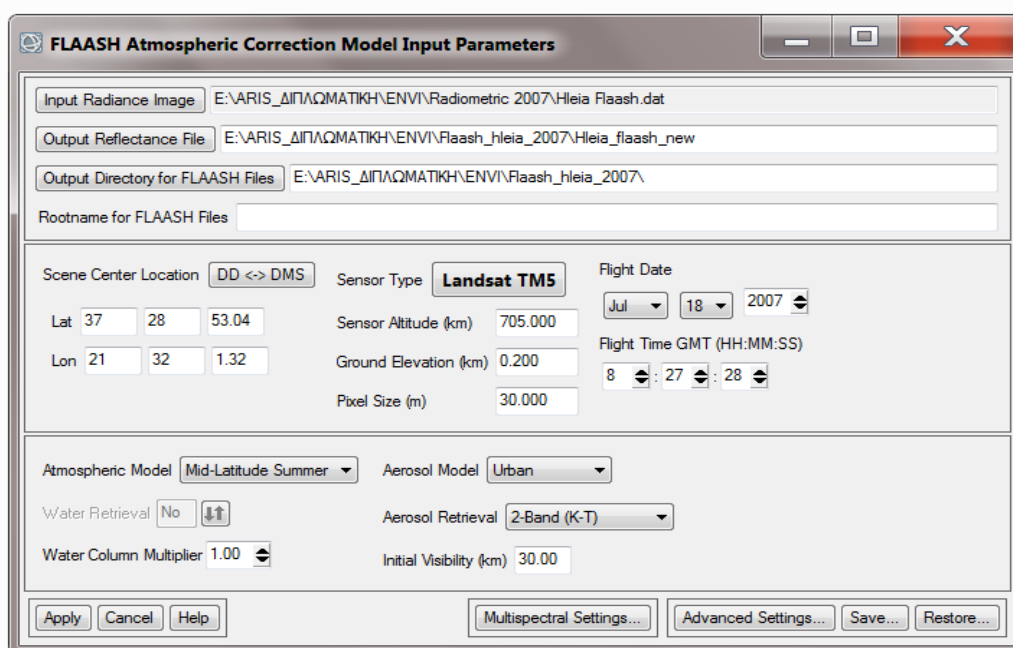 FLAASH Atmospheric Correction Model Input Parameters
Input Radiance Image E:\ARIS_ΔΙΠΛΩΜΑΤΙΚΗ\ENVI\Radiometric 2007\Hleia Flaash.dat
Output Reflectance File E:\ARIS_ΔΙΠΛΩΜΑΤΙΚΗ\ENVI\Flaash_hleia_2007\Hleia_flaash_new
Output Directory for FLAASH Files E:\ARIS_ΔΙΠΛΩΜΑΤΙΚΗ\ENVI\Flaash_hleia_2007\
Rootname for FLAASH Files
Scene Center Location DD <-> DMS
Lat 37 28 53.04
Lon 21 32 1.32
Sensor Type Landsat TM5
Sensor Altitude (km) 705.000
Ground Elevation (km) 0.200
Pixel Size (m) 30.000
Flight Date
Jul 18 2007
Flight Time GMT (HH:MM:SS)
8 : 27 : 28
Atmospheric Model Mid-Latitude Summer
Water Retrieval No
Water Column Multiplier 1.00
Aerosol Model Urban
Aerosol Retrieval 2-Band (K-T)
Initial Visibility (km) 30.00
Apply Cancel Help Multispectral Settings... Advanced Settings... Save... Restore...